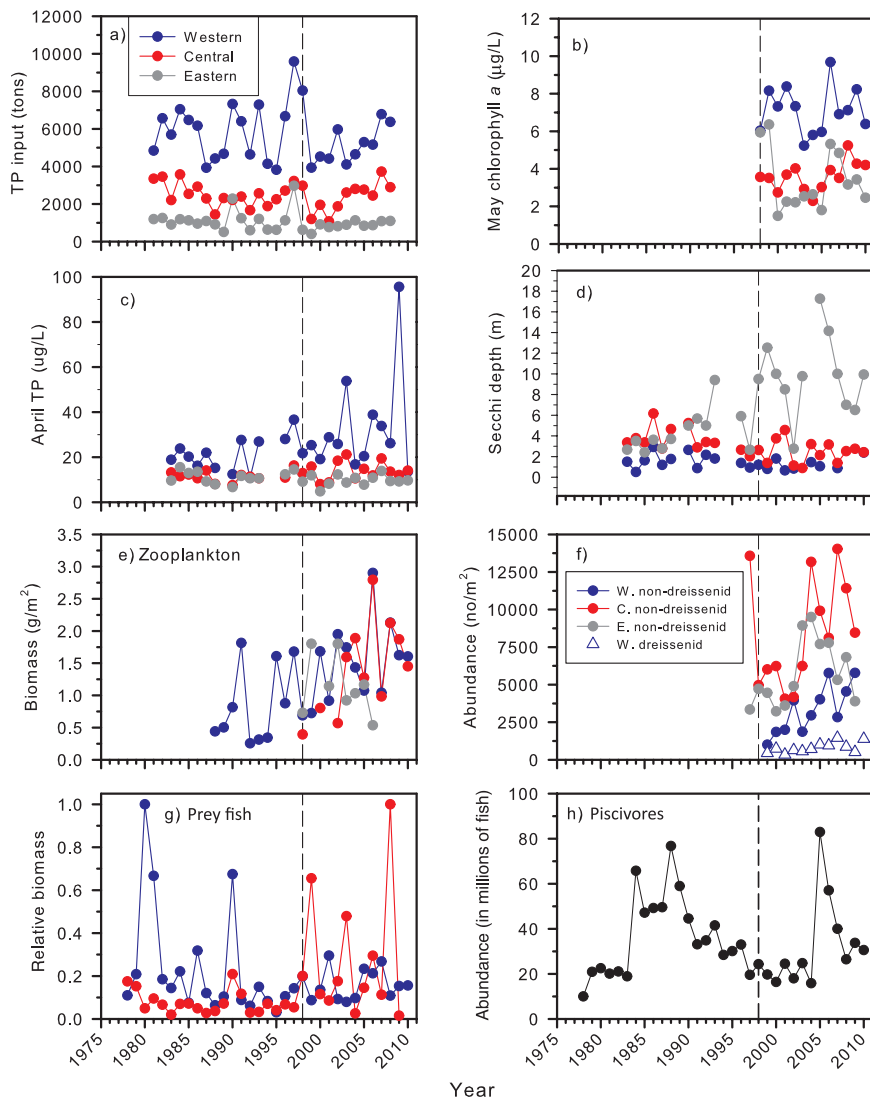 a)
Western
Central
Eastern
TP input (tons)
12000
10000
8000
6000
4000
2000
0
b)
May chlorophyll a (µg/L)
12
10
8
6
4
2
0
c)
April TP (ug/L)
100
80
60
40
20
0
d)
Secchi depth (m)
20
18
16
14
12
10
8
6
4
2
0
e) Zooplankton
Biomass (g/m²)
3.5
3.0
2.5
2.0
1.5
1.0
0.5
0.0
f)
W. non-dreissenid
C. non-dreissenid
E. non-dreissenid
W. dreissenid
Abundance (no/m²)
15000
12500
10000
7500
5000
2500
0
g) Prey fish
Relative biomass
1.0
0.8
0.6
0.4
0.2
0.0
1975 1980 1985 1990 1995 2000 2005 2010
h) Piscivores
Abundance (in millions of fish)
100
80
60
40
20
0
1975 1980 1985 1990 1995 2000 2005 2010
Year